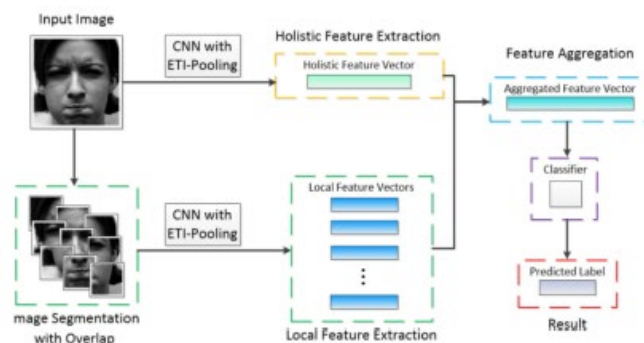 Input Image
CNN with
ETI-Pooling
Holistic Feature Extraction
Holistic Feature Vector
Feature Aggregation
Aggregated Feature Vector
Classifier
Predicted Label
Result
CNN with
ETI-Pooling
Local Feature Vectors
Local Feature Extraction
mage Segmentation
with Overlap